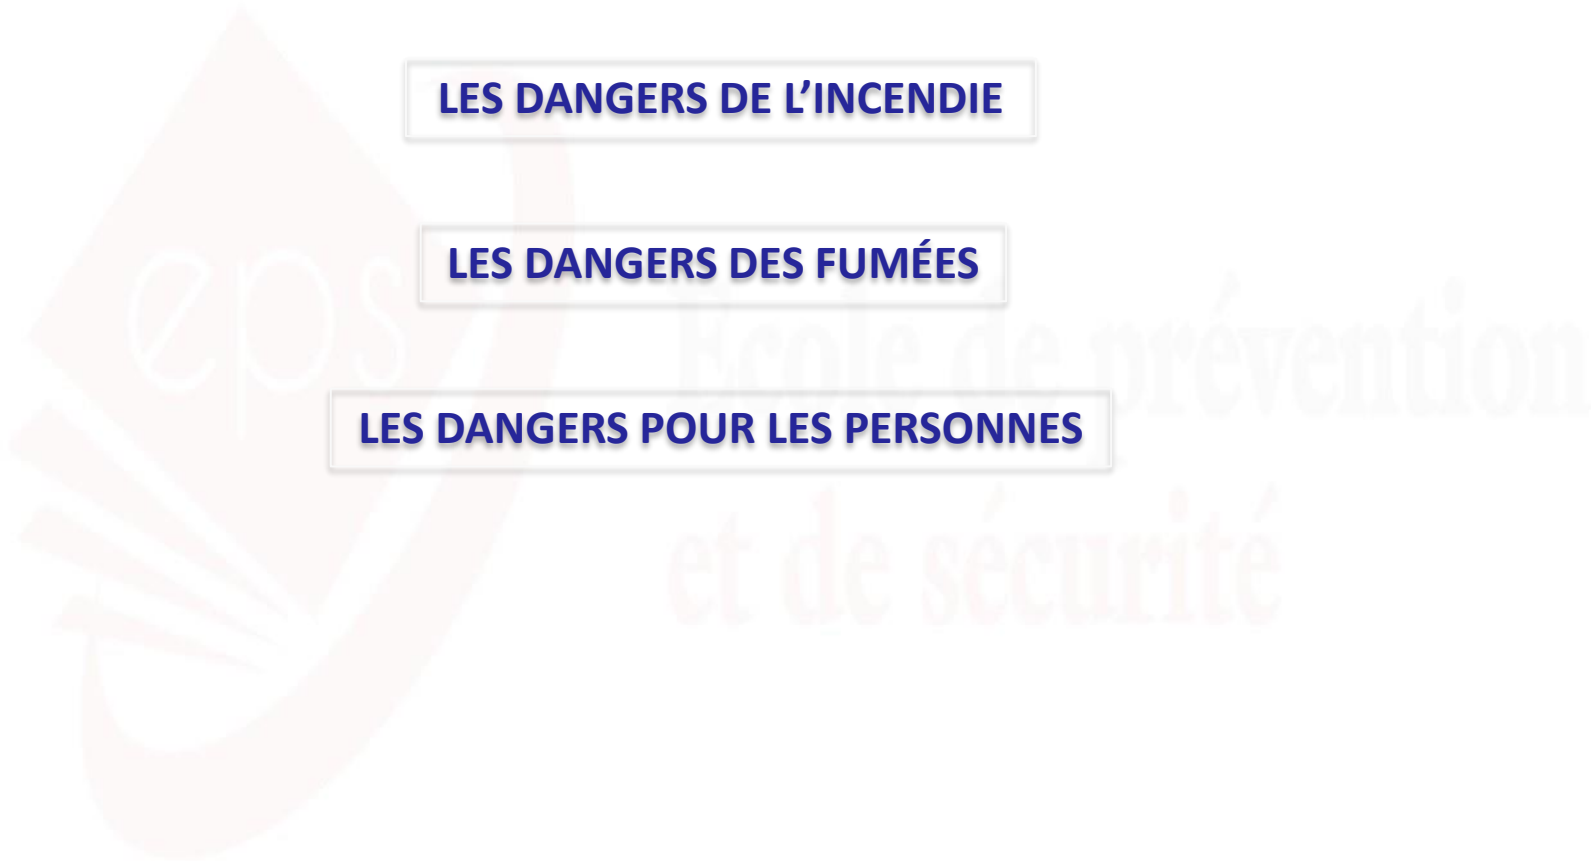 LES DANGERS DE L’INCENDIE
LES DANGERS DES FUMÉES
eps
École de prévention
LES DANGERS POUR LES PERSONNES
et de sécurité